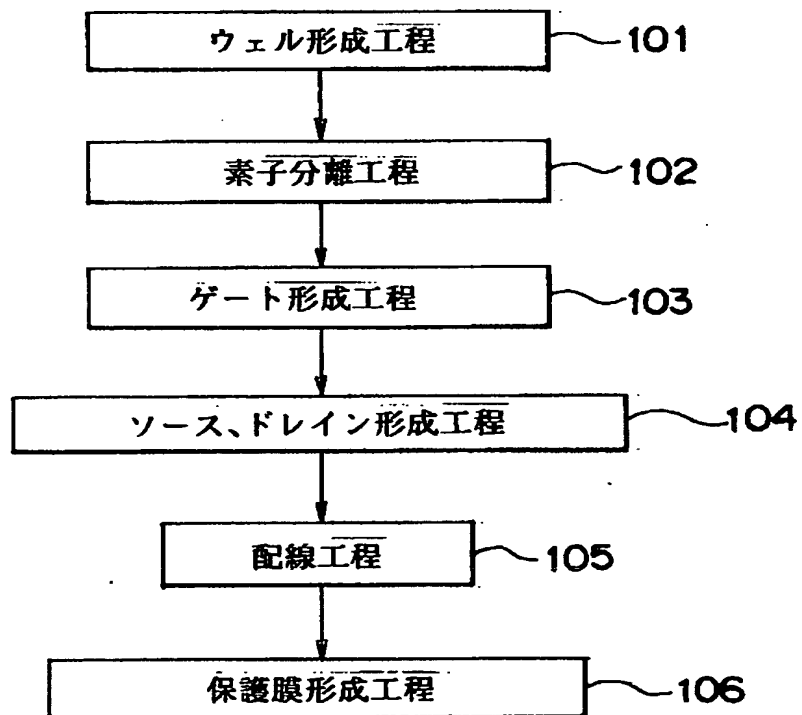 ウェル形成工程 101
素子分離工程 102
ゲート形成工程 103
ソース、ドレイン形成工程 104
配線工程 105
保護膜形成工程 106